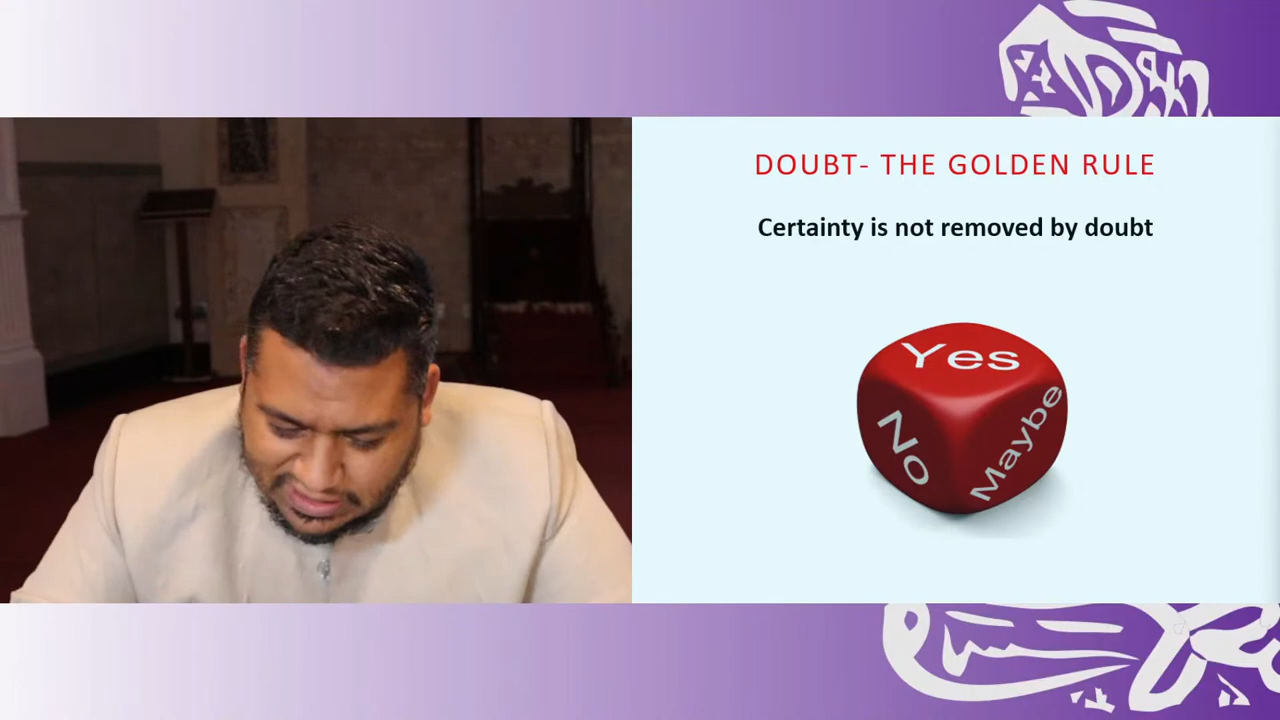 DOUBT- THE GOLDEN RULE
Certainty is not removed by doubt
Yes
No
Maybe